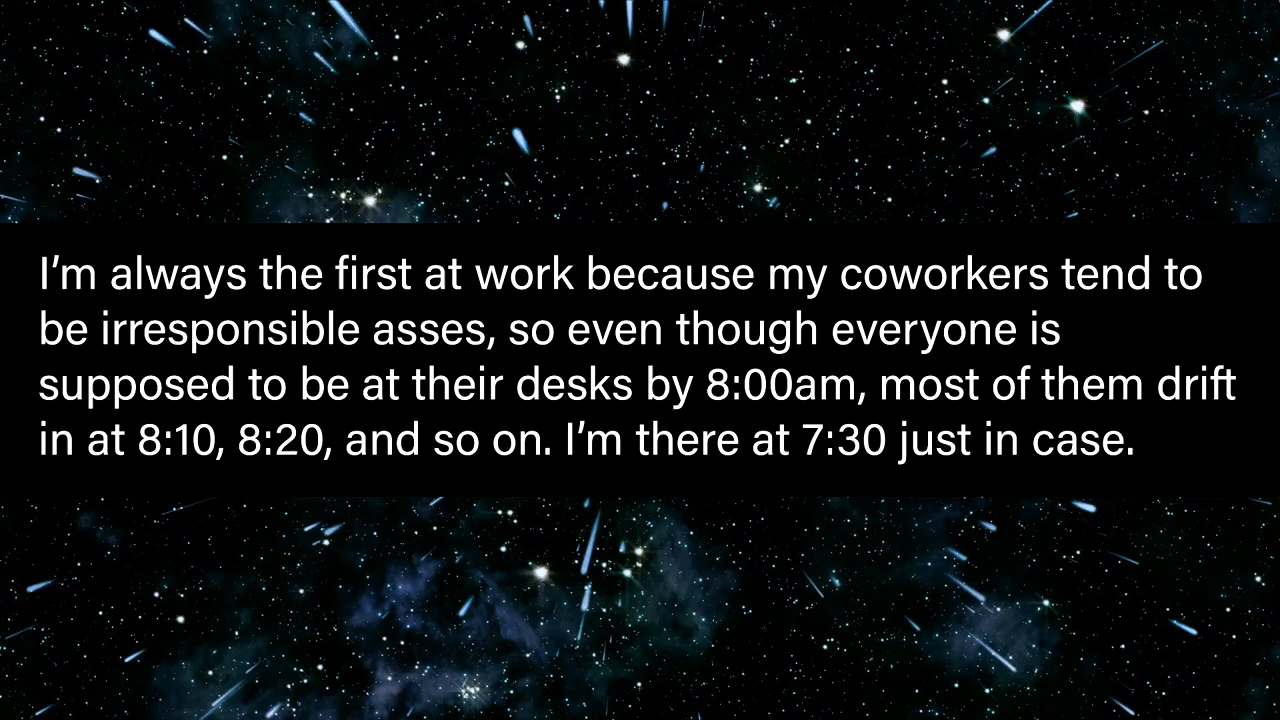 I’m always the first at work because my coworkers tend to
be irresponsible asses, so even though everyone is
supposed to be at their desks by 8:00am, most of them drift
in at 8:10, 8:20, and so on. I’m there at 7:30 just in case.